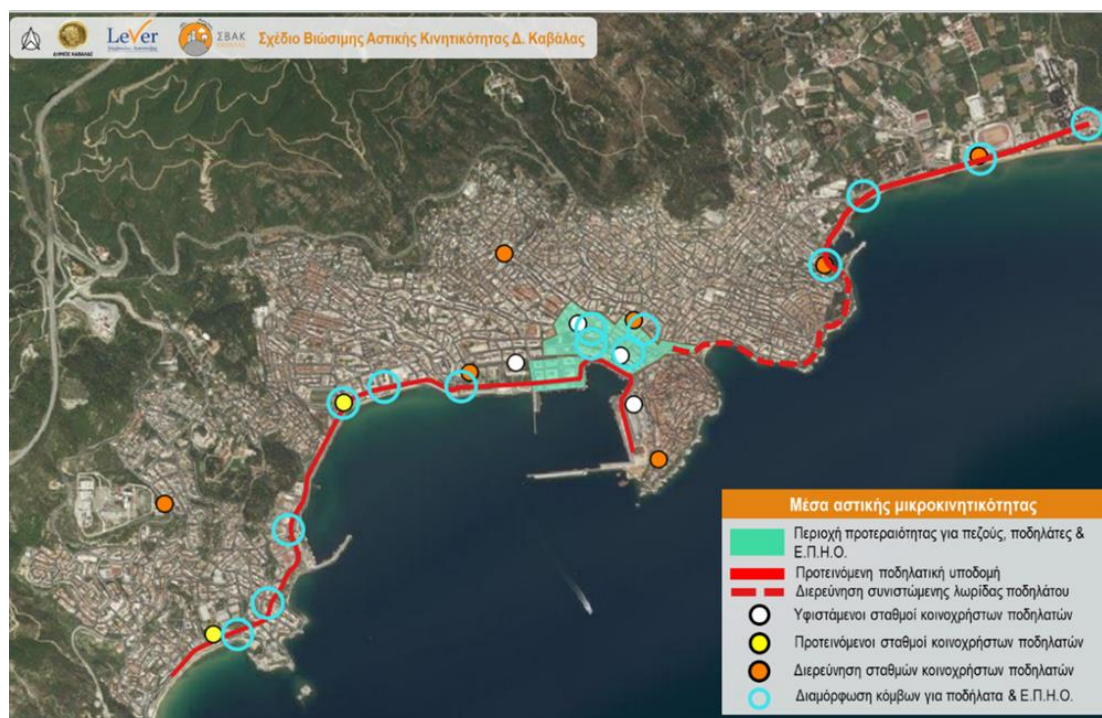 ΔΗΜΟΣ ΚΑΒΑΛΑΣ
LeVer
ΣΒΑΚ
Σχέδιο Βιώσιμης Αστικής Κινητικότητας Δ. Καβάλας
Μέσα αστικής μικροκινητικότητας
Περιοχή προτεραιότητας για πεζούς, ποδηλάτες &
Ε.Π.Η.Ο.
Προτεινόμενη ποδηλατική υποδομή
Διερεύνηση συνιστώμενης λωρίδας ποδηλάτου
Υφιστάμενοι σταθμοί κοινοχρήστων ποδηλατών
Προτεινόμενοι σταθμοί κοινοχρήστων ποδηλατών
Διερεύνηση σταθμών κοινοχρήστων ποδηλατών
Διαμόρφωση κόμβων για ποδήλατα & Ε.Π.Η.Ο.